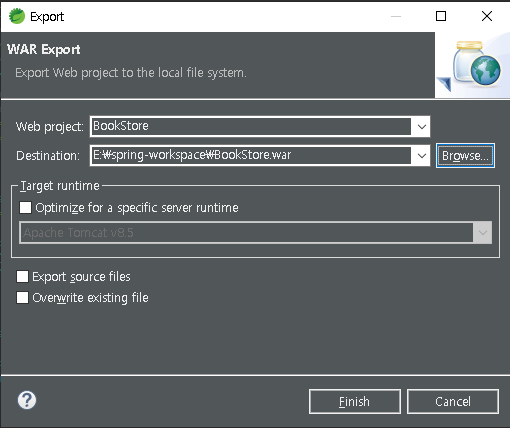 Export
WAR Export
Export Web project to the local file system.
Web project: BookStore
Destination: E:₩spring-workspace₩BookStore.war Browse...
Target runtime
Optimize for a specific server runtime
Apache Tomcat v8.5
Export source files
Overwrite existing file
? Finish Cancel